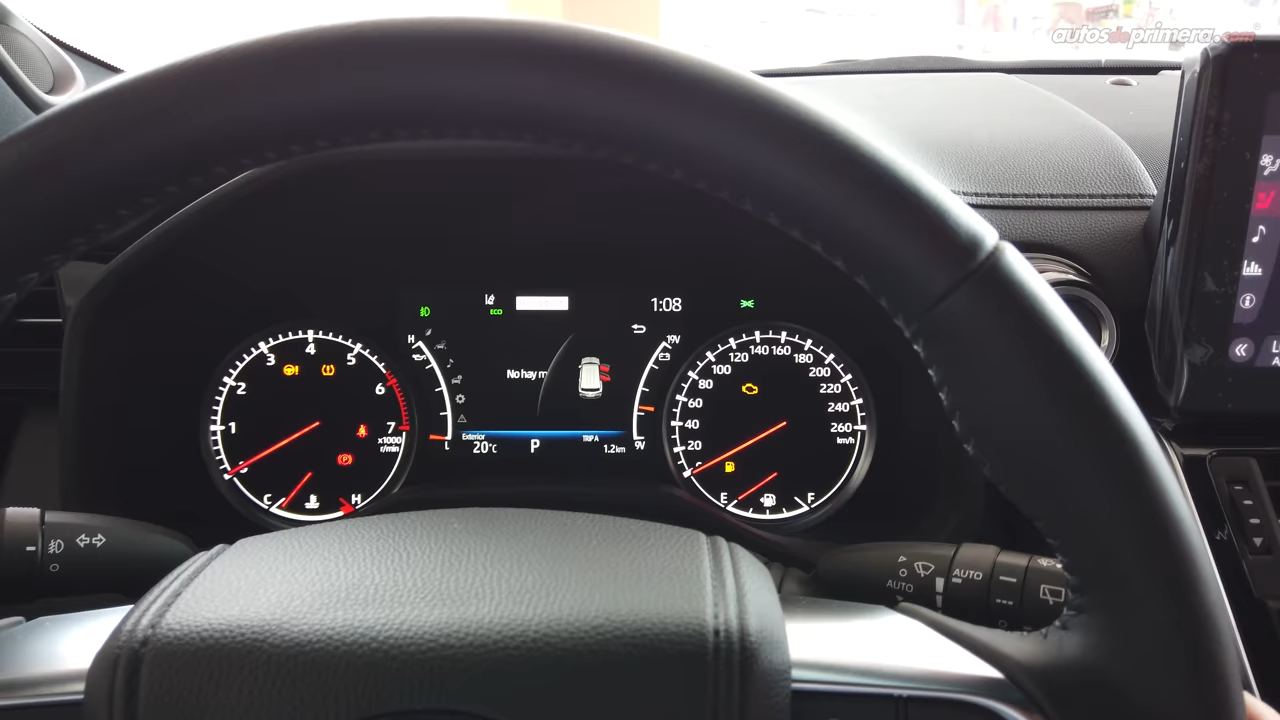 autosdeprimera.com
1:08
ECO
H
19V
No hay m
L
9V
Exterior
TRIP A
20°C
P
1.2km
1
2
3
4
5
6
7
x1000
r/min
C
H
0
20
40
60
80
100
120
140
160
180
200
220
240
260
km/h
E
F
AUTO
AUTO